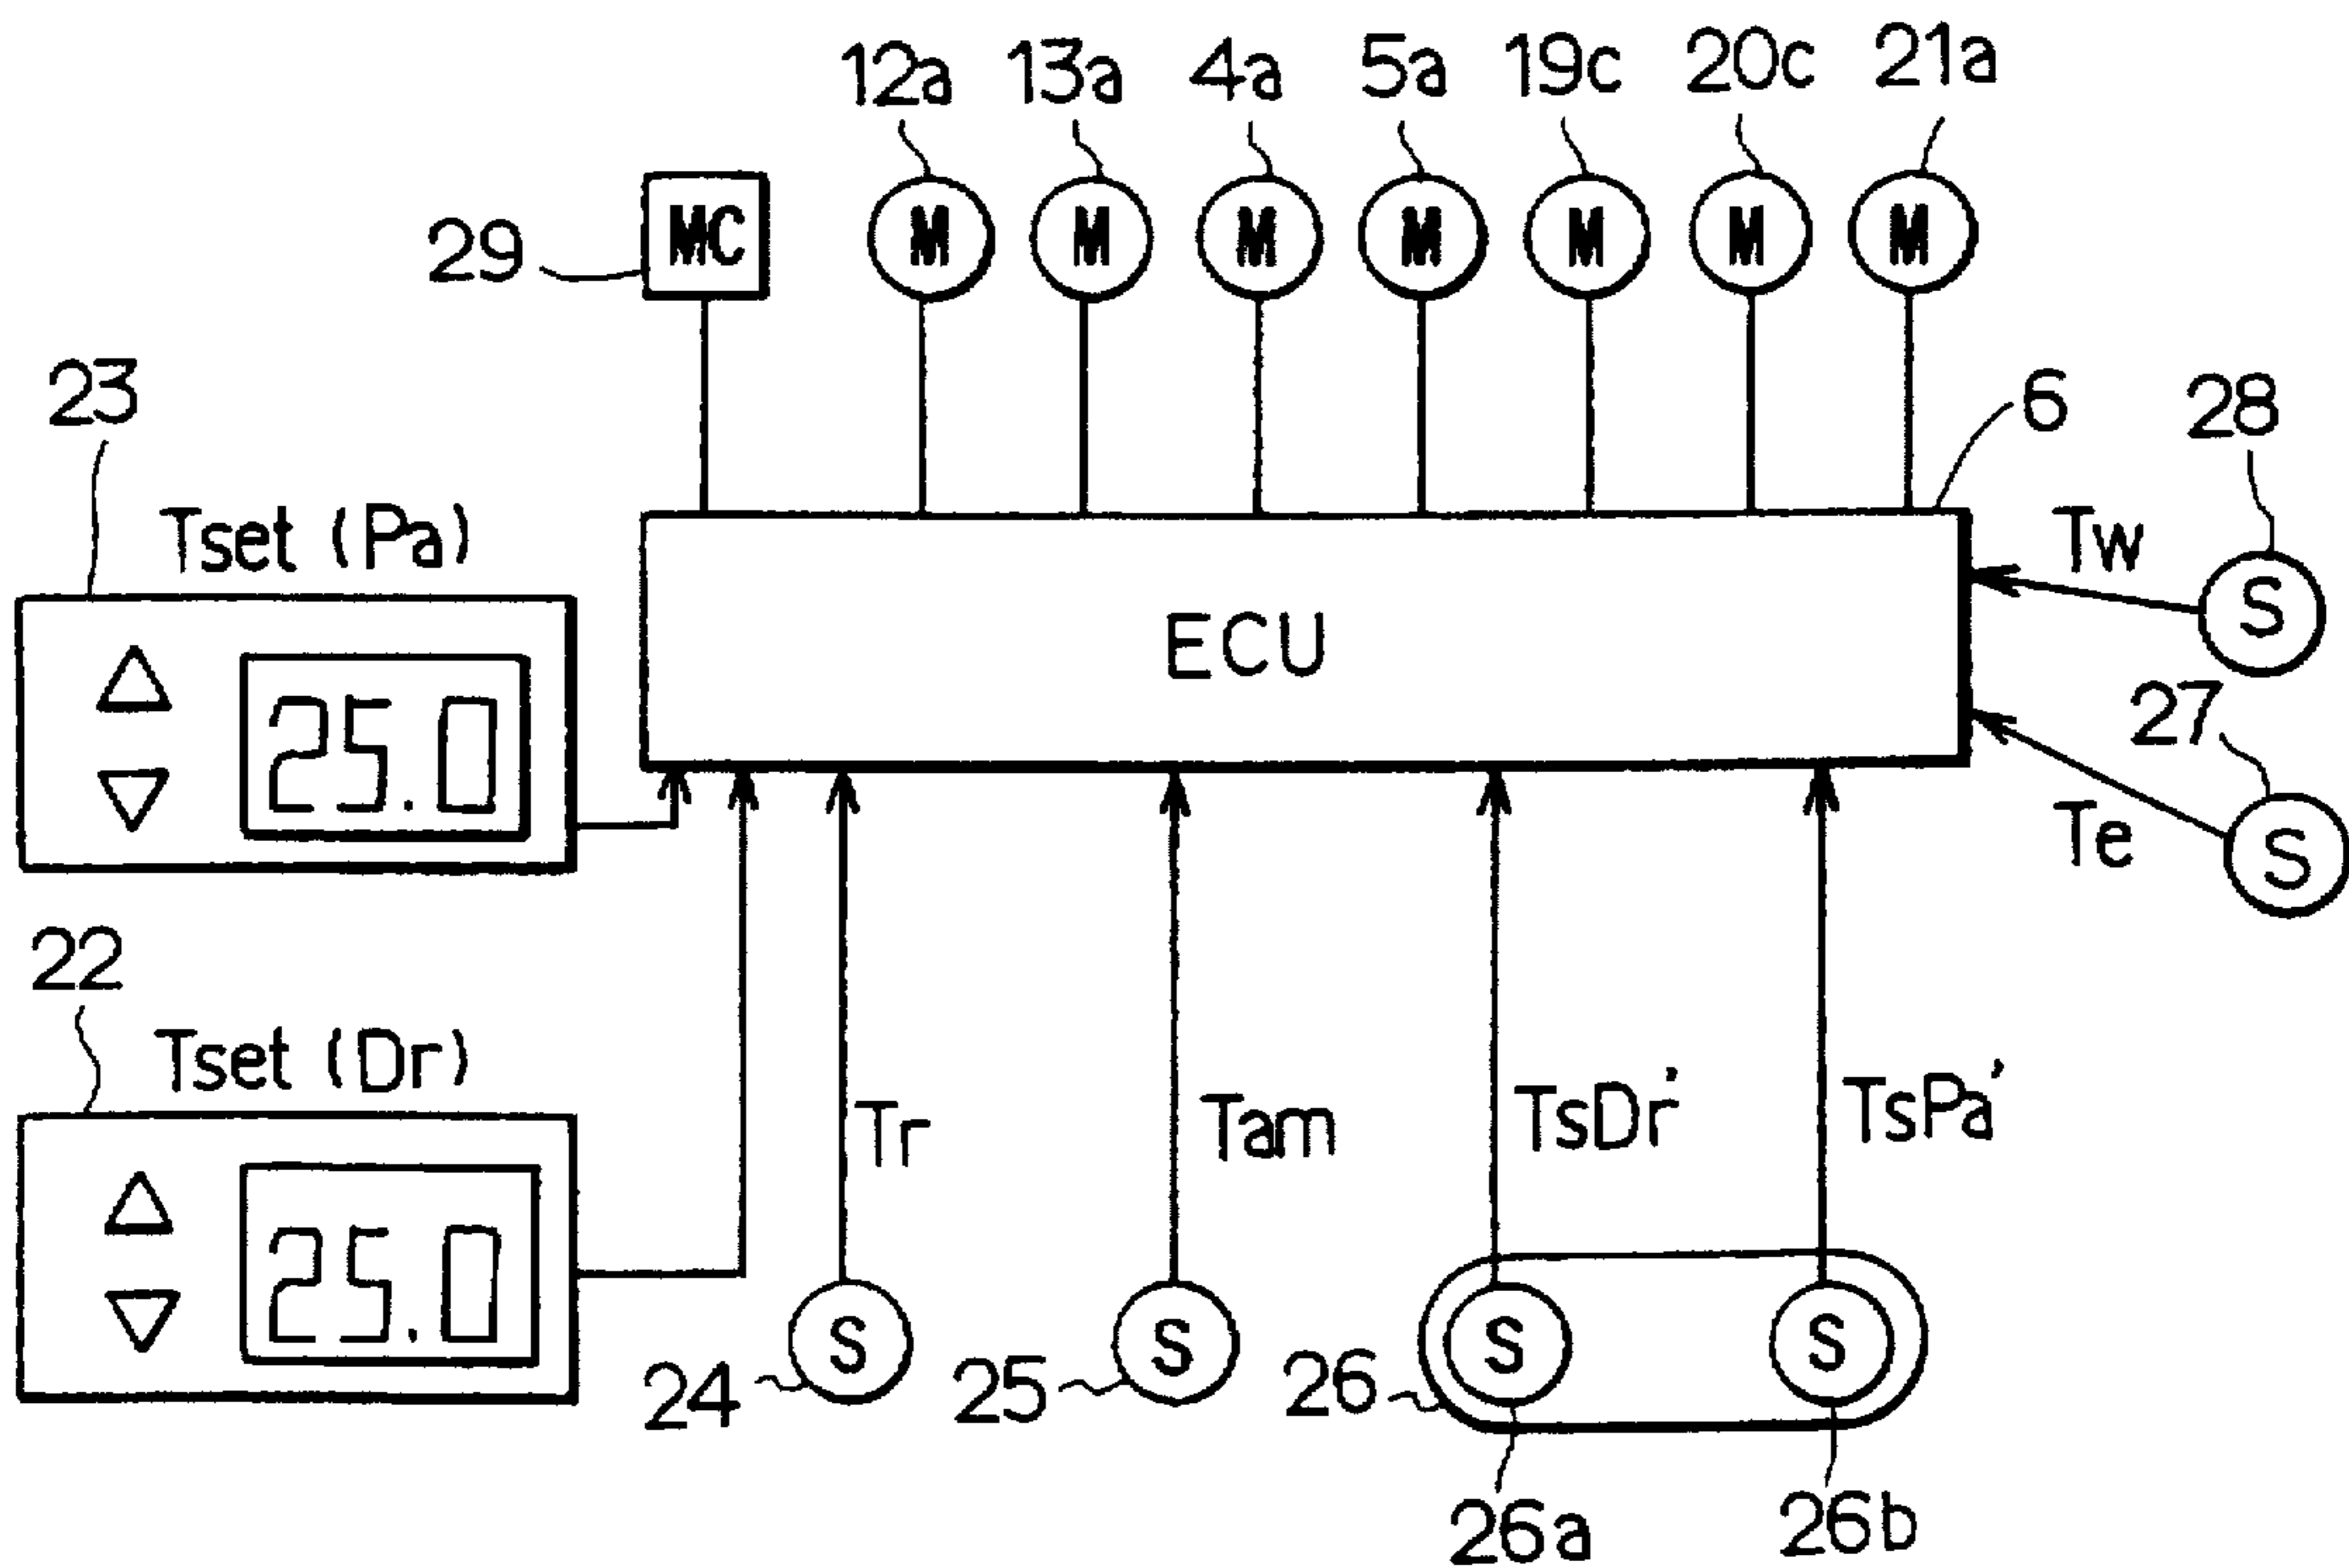 12a 13a 4a 5a 19c 20c 21a
29 MC M M M M M M M
23 6 28
Tset (Pa) Tw
S
ECU
25.0 27
Te S
22
Tset (Dr)
Tr Tam TsDr' TsPa'
25.0
24 S 25 S 26 S S
26a 26b